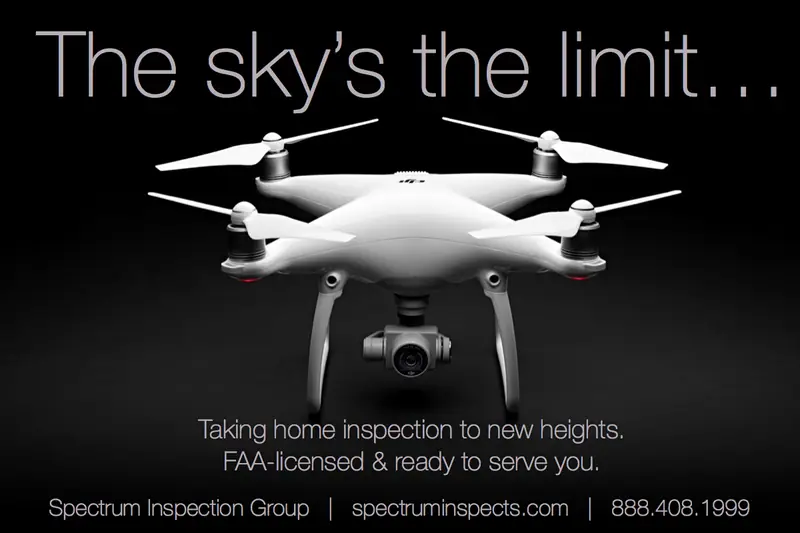 The sky’s the limit…
Taking home inspection to new heights.
FAA-licensed & ready to serve you.
Spectrum Inspection Group | spectruminspects.com | 888.408.1999